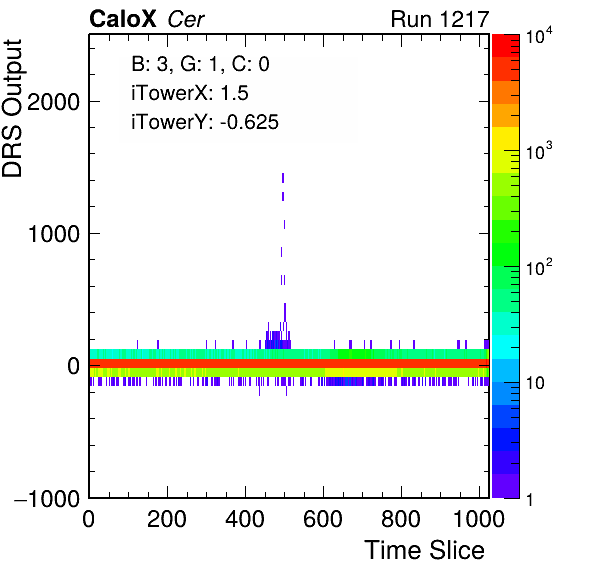 CaloX Cer Run 1217
DRS Output
B: 3, G: 1, C: 0
iTowerX: 1.5
iTowerY: -0.625
2000
1000
0
−1000
0 200 400 600 800 1000
Time Slice
10^4
10^3
10^2
10
1